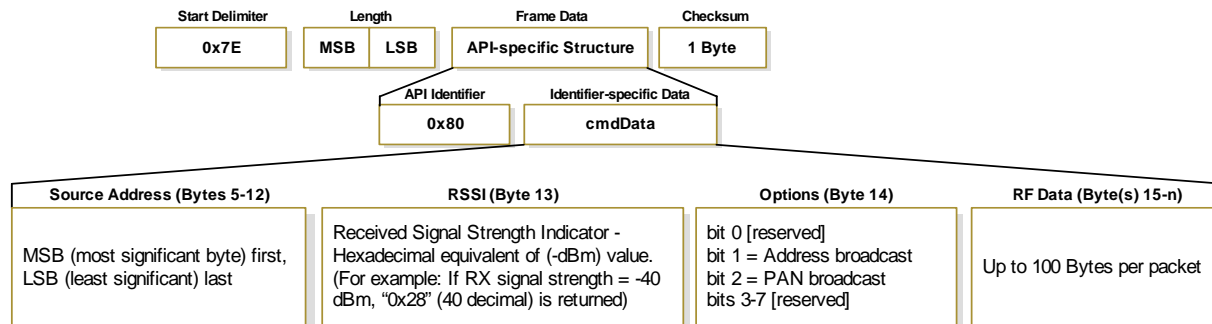 Start Delimiter Length Frame Data Checksum
0x7E MSB LSB API-specific Structure 1 Byte
API Identifier Identifier-specific Data
0x80 cmdData
Source Address (Bytes 5-12) RSSI (Byte 13) Options (Byte 14) RF Data (Byte(s) 15-n)
MSB (most significant byte) first,
LSB (least significant) last
Received Signal Strength Indicator -
Hexadecimal equivalent of (-dBm) value.
(For example: If RX signal strength = -40
dBm, “0x28” (40 decimal) is returned)
bit 0 [reserved]
bit 1 = Address broadcast
bit 2 = PAN broadcast
bits 3-7 [reserved]
Up to 100 Bytes per packet